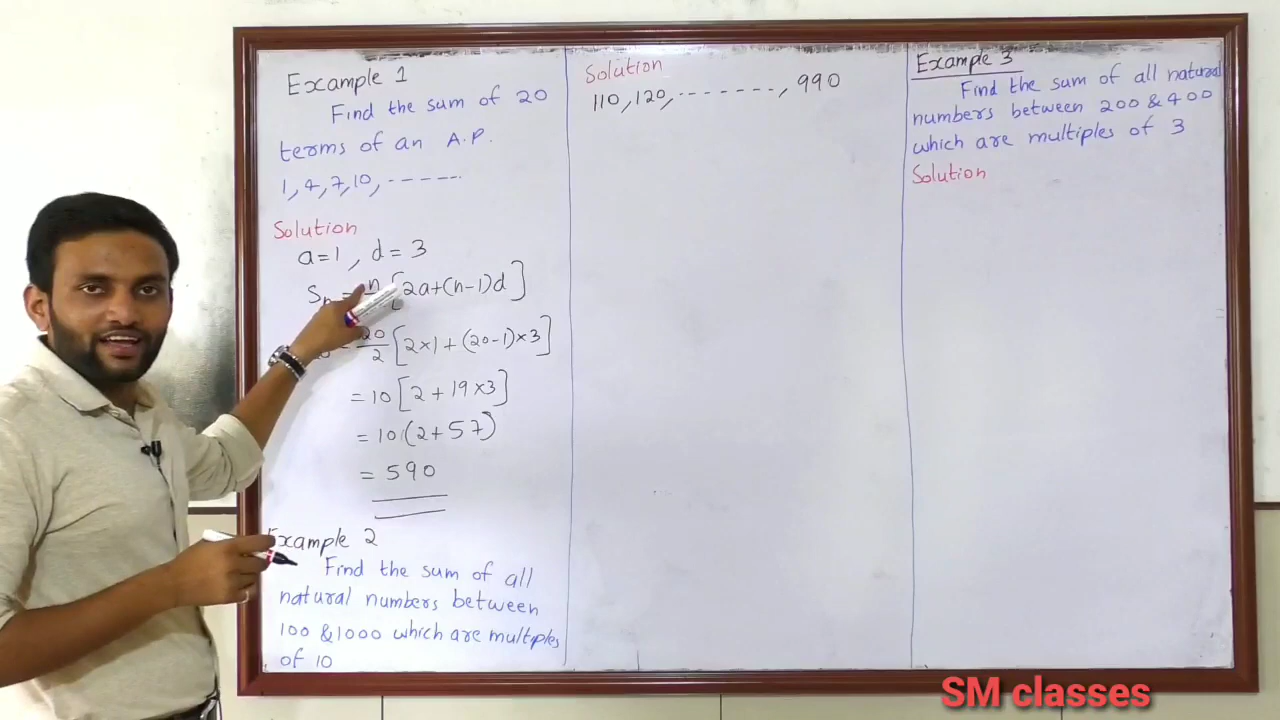 Example 1
Find the sum of 20
terms of an A.P.
1, 4, 7, 10, ------
Solution
a=1 , d= 3
Sn = n [2a+(n-1)d]
= 20/2 [2×1 + (20-1)×3]
= 10 [2 + 19×3]
= 10 (2+57)
= 590
Example 2
Find the sum of all
natural numbers between
100 & 1000 which are multiples
of 10
Solution
110, 120, --------, 990
Example 3
Find the sum of all natural
numbers between 200 & 400
which are multiples of 3
Solution
SM classes